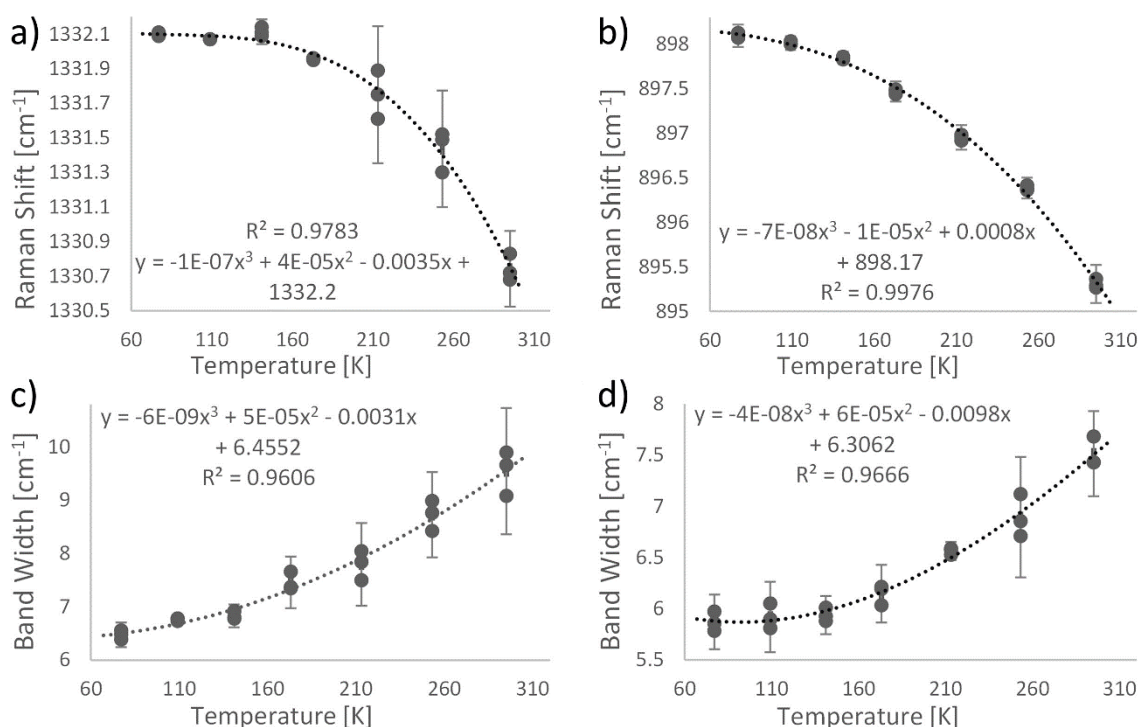 a)
Raman Shift [cm⁻¹]
1332.1
1331.9
1331.7
1331.5
1331.3
1331.1
1330.9
1330.7
1330.5
R² = 0.9783
y = -1E-07x³ + 4E-05x² - 0.0035x +
1332.2
60 110 160 210 260 310
Temperature [K]
b)
Raman Shift [cm⁻¹]
898
897.5
897
896.5
896
895.5
895
y = -7E-08x³ - 1E-05x² + 0.0008x
+ 898.17
R² = 0.9976
60 110 160 210 260 310
Temperature [K]
c)
Band Width [cm⁻¹]
10
9
8
7
6
y = -6E-09x³ + 5E-05x² - 0.0031x
+ 6.4552
R² = 0.9606
60 110 160 210 260 310
Temperature [K]
d)
Band Width [cm⁻¹]
8
7.5
7
6.5
6
5.5
y = -4E-08x³ + 6E-05x² - 0.0098x
+ 6.3062
R² = 0.9666
60 110 160 210 260 310
Temperature [K]